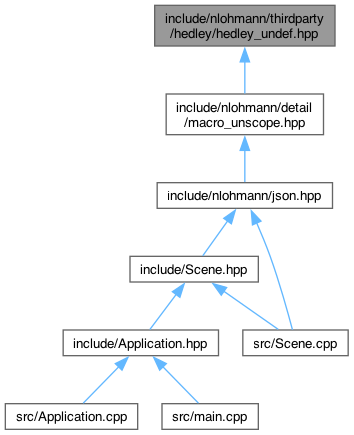 include/nlohmann/thirdparty
/hedley/hedley_undef.hpp
include/nlohmann/detail
/macro_unscope.hpp
include/nlohmann/json.hpp
include/Scene.hpp
include/Application.hpp
src/Scene.cpp
src/Application.cpp
src/main.cpp